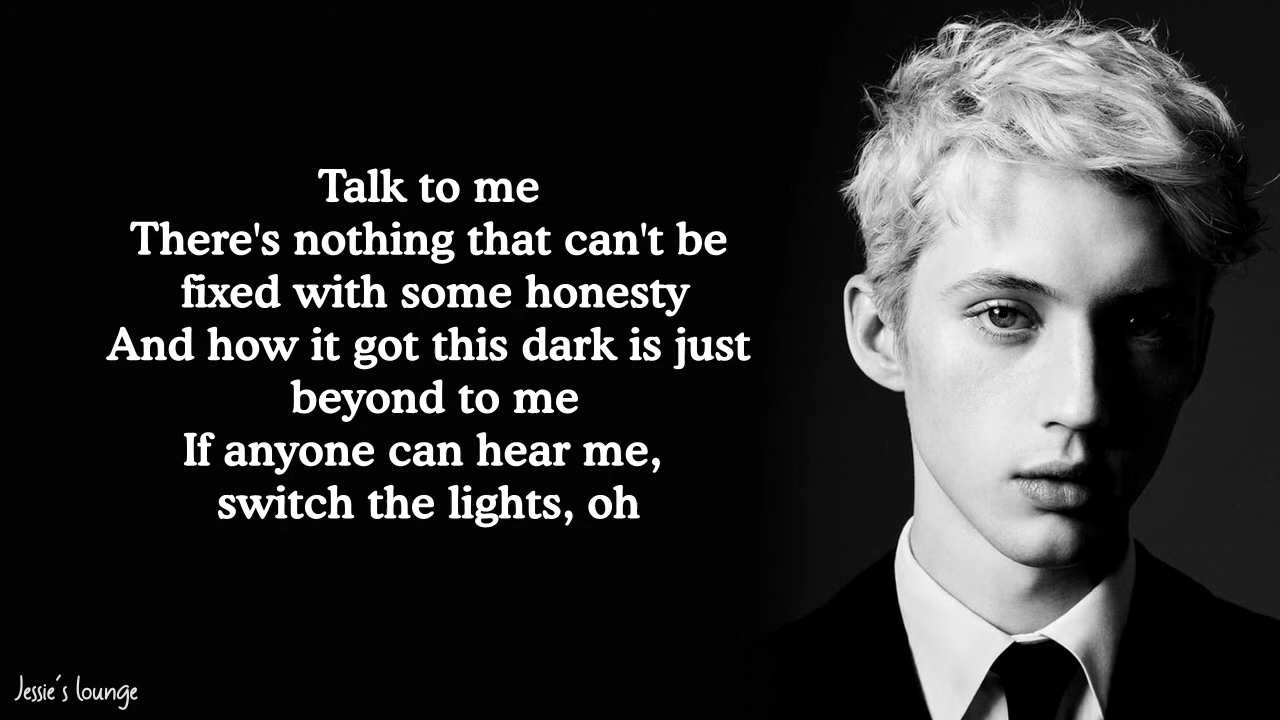 Talk to me
There's nothing that can't be
fixed with some honesty
And how it got this dark is just
beyond to me
If anyone can hear me,
switch the lights, oh
Jessie´s lounge